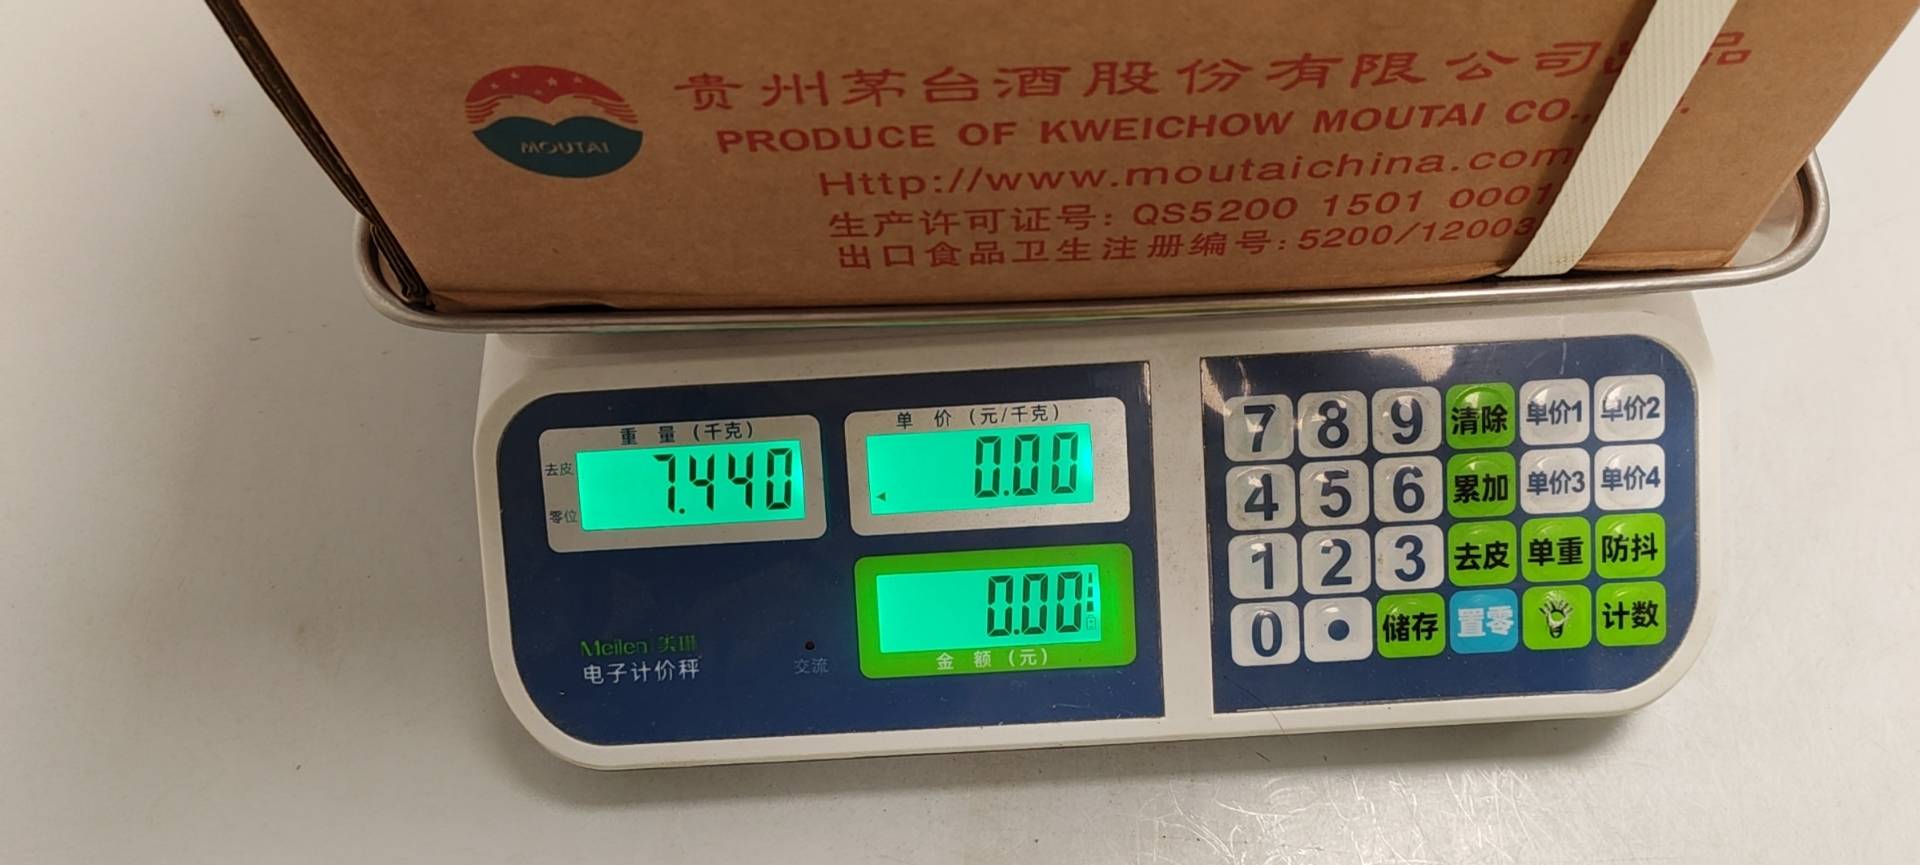 MOUTAI
贵州茅台酒股份有限公司出品
PRODUCE OF KWEICHOW MOUTAI CO.,
Http://www.moutaichina.com
生产许可证号: QS5200 1501 0001
出口食品卫生注册编号: 5200/12003
重 量 (千克)
去皮
7.440
零位
单 价 (元/千克)
0.00
0.00
金 额 (元)
Meilen 美琳
电子计价秤
交流
7 8 9 清除 单价1 单价2
4 5 6 累加 单价3 单价4
1 2 3 去皮 单重 防抖
0 • 储存 置零 计数